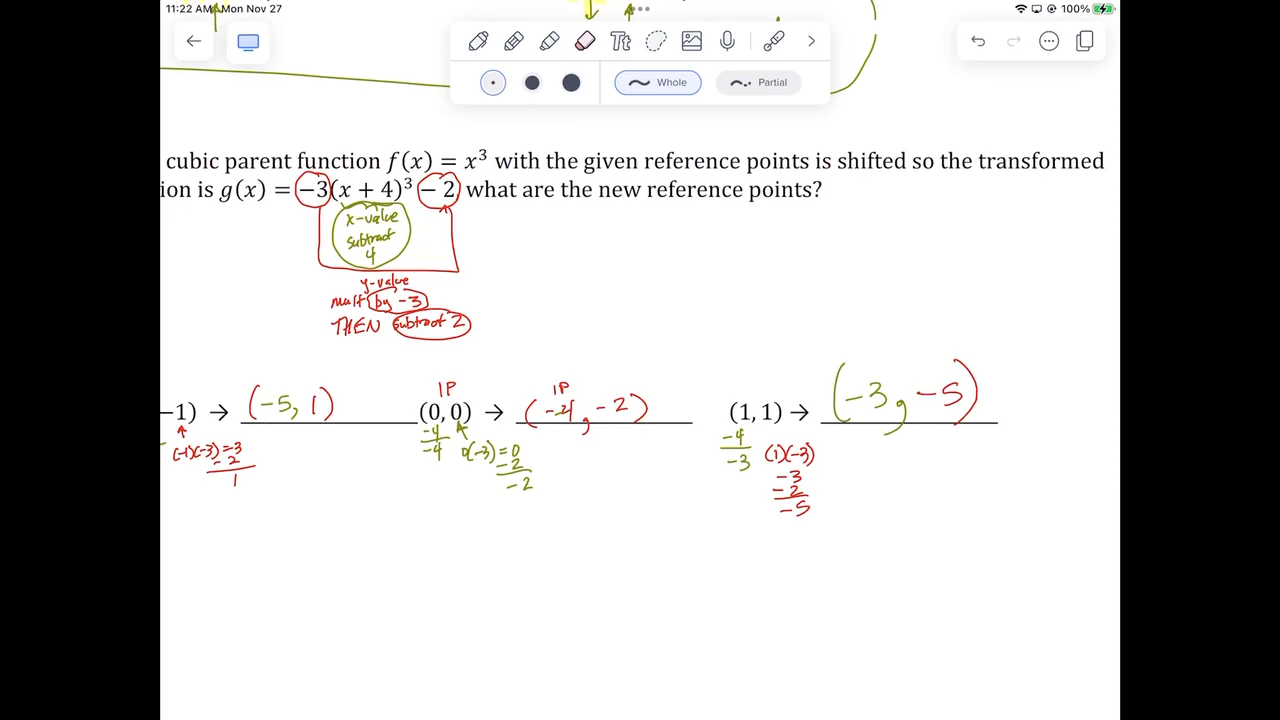 11:22 AM Mon Nov 27
100%
Tt
Whole
Partial
cubic parent function f(x) = x³ with the given reference points is shifted so the transformed
ion is g(x) = −3(x + 4)³ − 2, what are the new reference points?
x-value
subtract
4
y-value
mult by -3
THEN subtract 2
IP
IP
−1) → (-5, 1) (0, 0) → (-4, -2) (1, 1) → (-3, -5)
(-1)(-3)=3
-2
1
-4
-4
0(-3)=0
-2
-2
-4
-3
(1)(-3)
-3
-2
-5